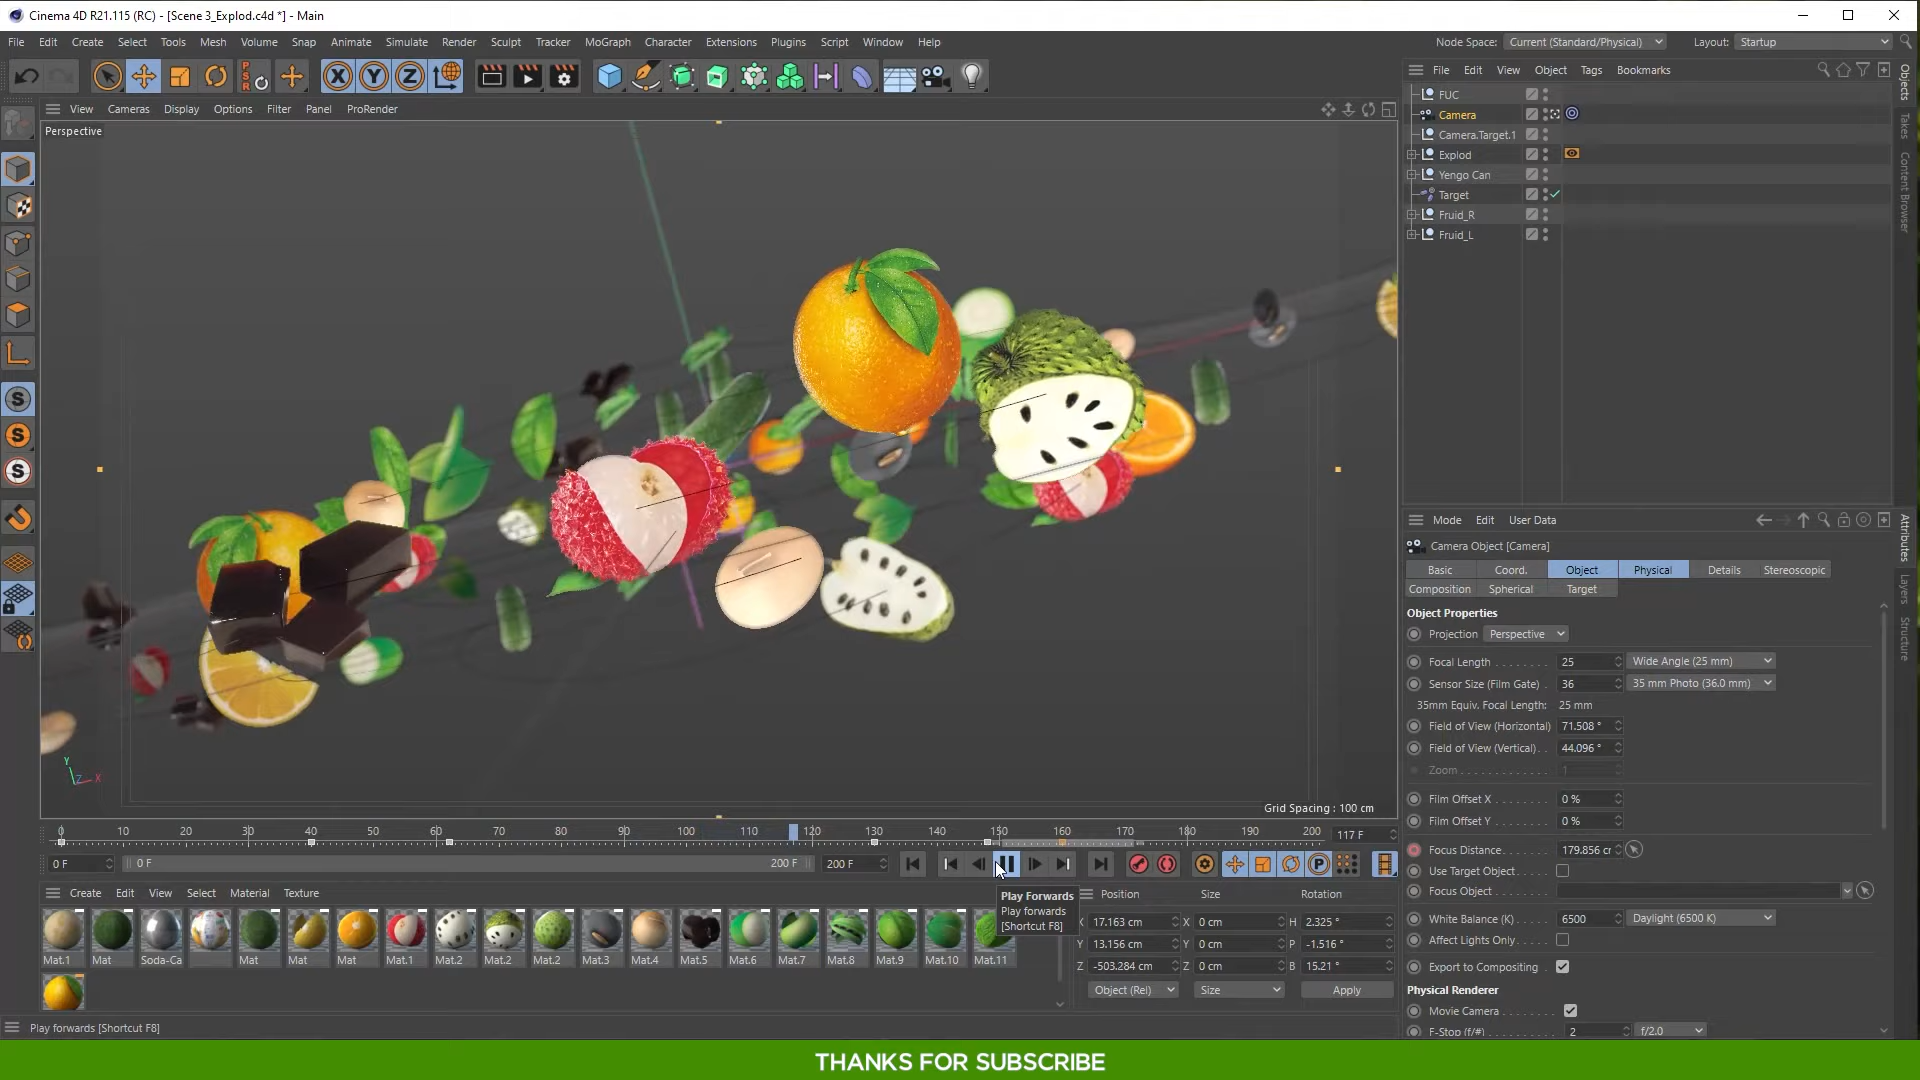 Cinema 4D R21.115 (RC) - [Scene 3_Explod.c4d *] - Main
File Edit Create Select Tools Mesh Volume Snap Animate Simulate Render Sculpt Tracker MoGraph Character Extensions Plugins Script Window Help
Node Space: Current (Standard/Physical) Layout: Startup
PSR X Y Z
View Cameras Display Options Filter Panel ProRender
Perspective
File Edit View Object Tags Bookmarks
FUC
Camera
Camera.Target.1
Explod
Yengo Can
Target
Fruid_R
Fruid_L
Objects
Takes
Content Browser
S
S
S
Y
Z X
Grid Spacing : 100 cm
Mode Edit User Data
Camera Object [Camera]
Basic Coord. Object Physical Details Stereoscopic
Composition Spherical Target
Object Properties
Projection Perspective
Focal Length 25 Wide Angle (25 mm)
Sensor Size (Film Gate) 36 35 mm Photo (36.0 mm)
35mm Equiv. Focal Length: 25 mm
Field of View (Horizontal) 71.508 °
Field of View (Vertical) 44.096 °
Zoom 1
Film Offset X 0 %
Film Offset Y 0 %
Focus Distance 179.856 cr
Use Target Object
Focus Object
White Balance (K) 6500 Daylight (6500 K)
Affect Lights Only
Export to Compositing
Physical Renderer
Movie Camera
F-Stop (f/#) 2 f/2.0
Attributes
Layers
Structure
0 10 20 30 40 50 60 70 80 90 100 110 120 130 140 150 160 170 180 190 200 117 F
0 F 0 F 200 F 200 F
P
Play Forwards
Play forwards
[Shortcut F8]
Create Edit View Select Material Texture
Mat.1 Mat Soda-Ca Mat Mat Mat Mat.1 Mat.2 Mat.2 Mat.2 Mat.3 Mat.4 Mat.5 Mat.6 Mat.7 Mat.8 Mat.9 Mat.10 Mat.11
Position Size Rotation
X 17.163 cm X 0 cm H 2.325 °
Y 13.156 cm Y 0 cm P -1.516 °
Z -503.284 cm Z 0 cm B 15.21 °
Object (Rel) Size Apply
Play forwards [Shortcut F8]
THANKS FOR SUBSCRIBE